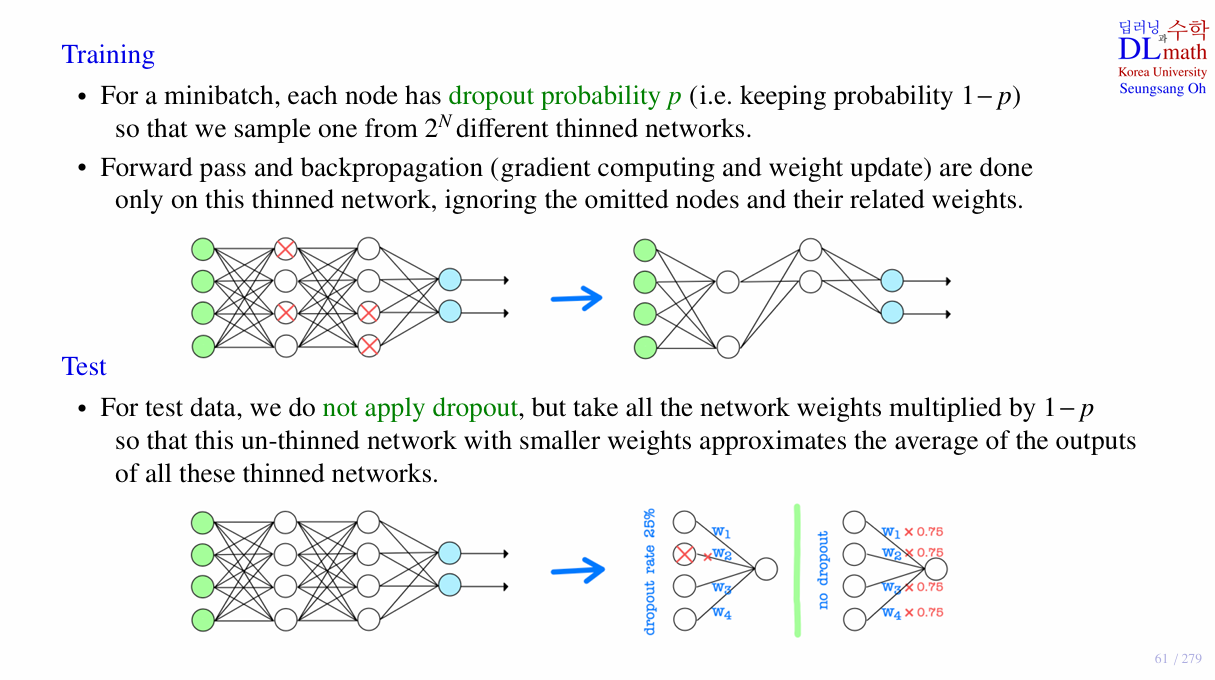 딥러닝과 수학
DL math
Korea University
Seungsang Oh
Training
• For a minibatch, each node has dropout probability p (i.e. keeping probability 1 − p)
so that we sample one from 2^N different thinned networks.
• Forward pass and backpropagation (gradient computing and weight update) are done
only on this thinned network, ignoring the omitted nodes and their related weights.
Test
• For test data, we do not apply dropout, but take all the network weights multiplied by 1 − p
so that this un-thinned network with smaller weights approximates the average of the outputs
of all these thinned networks.
dropout rate 25%
W1
×W2
W3
W4
no dropout
W1 × 0.75
W2 × 0.75
W3 × 0.75
W4 × 0.75
61 / 279